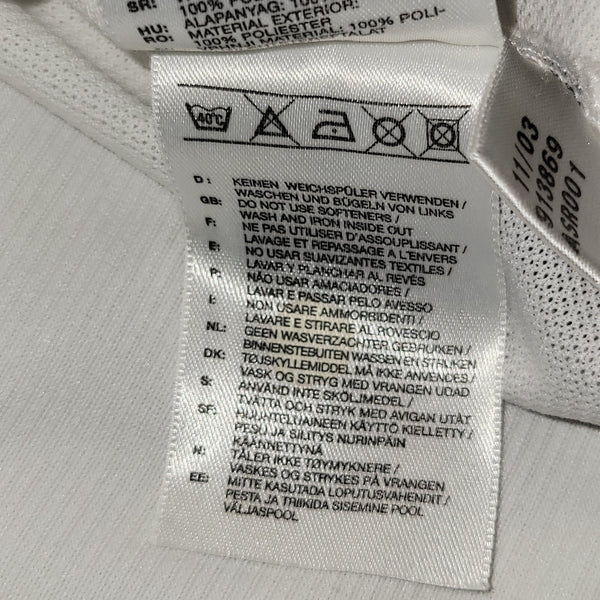 SR: 100% POLI
HU: ALAPANYAG: 100%
MATERIAL EXTERIOR:
RO: 100% POLIESTER
40°C
D: KEINEN WEICHSPÜLER VERWENDEN /
WASCHEN UND BÜGELN VON LINKS
GB: DO NOT USE SOFTENERS /
WASH AND IRON INSIDE OUT
F: NE PAS UTILISER D'ASSOUPLISSANT /
LAVAGE ET REPASSAGE A L'ENVERS
E: NO USAR SUAVIZANTES TEXTILES /
LAVAR Y PLANCHAR AL REVÉS
P: NÃO USAR AMACIADORES /
LAVAR E PASSAR PELO AVESSO
I: NON USARE AMMORBIDENTI /
LAVARE E STIRARE AL ROVESCIO
NL: GEEN WASVERZACHTER GEBRUIKEN /
BINNENSTEBUITEN WASSEN EN STRIJKEN
DK: TØJSKYLLEMIDDEL MÅ IKKE ANVENDES /
VASK OG STRYG MED VRANGEN UDAD
S: ANVÄND INTE SKÖLJMEDEL /
TVÄTTA OCH STRYK MED AVIGAN UTÅT
SF: HUUHTELUAINEEN KÄYTTÖ KIELLETTY /
PESU JA SILITYS NURINPÄIN
KÄÄNNETTYNÄ
N: TÅLER IKKE TØYMYKNERE /
VASKES OG STRYKES PÅ VRANGEN
EE: MITTE KASUTADA LOPUTUSVAHENDIT /
PESTA JA TRIIKIDA SISEMINE POOL
VÄLJASPOOL
11/03
913869
ASR001